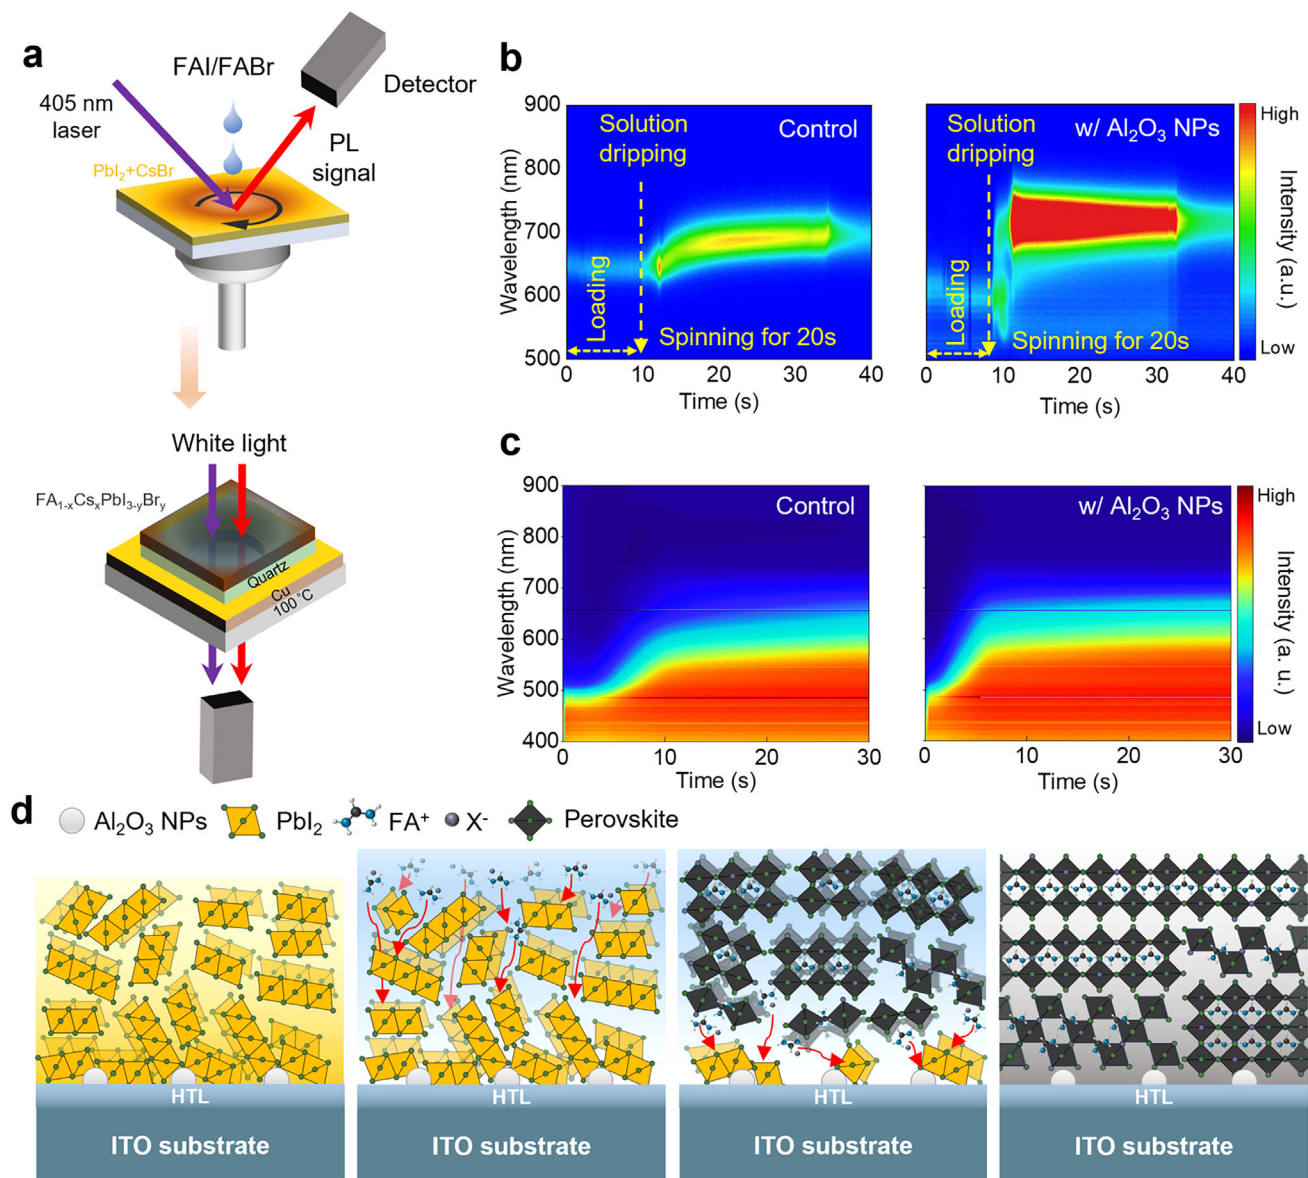 a
FAI/FABr
Detector
405 nm
laser
PL
signal
PbI₂+CsBr
White light
FA₁₋ₓCsₓPbI₃₋ᵧBrᵧ
Quartz
Cu
100 °C
b
Wavelength (nm)
900
800
700
600
500
Solution
dripping
Control
Loading
Spinning for 20s
0 10 20 30 40
Time (s)
Solution
dripping
w/ Al₂O₃ NPs
Loading
Spinning for 20s
0 10 20 30 40
Time (s)
High
Intensity (a.u.)
Low
c
Wavelength (nm)
900
800
700
600
500
400
Control
0 10 20 30
Time (s)
w/ Al₂O₃ NPs
0 10 20 30
Time (s)
High
Intensity (a. u.)
Low
d
Al₂O₃ NPs PbI₂ FA⁺ X⁻ Perovskite
HTL
ITO substrate
HTL
ITO substrate
HTL
ITO substrate
HTL
ITO substrate